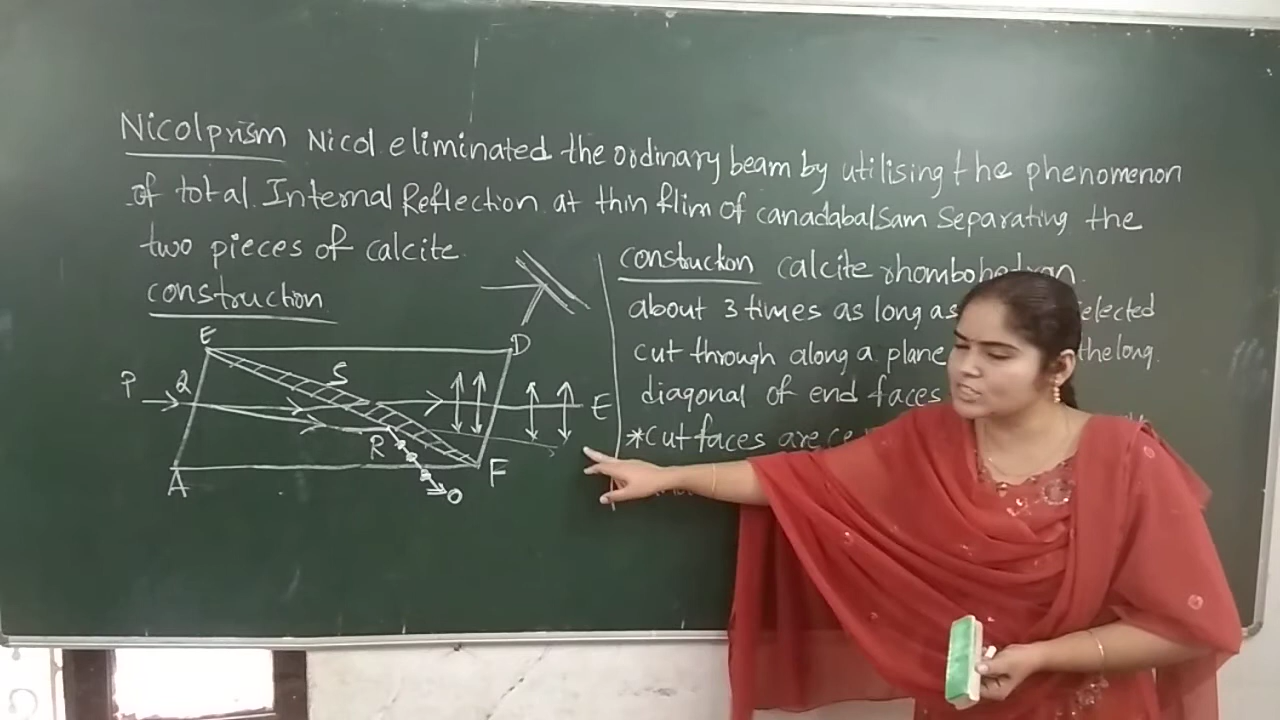 Nicolprism Nicol eliminated the ordinary beam by utilising the phenomenon
of total Internal Reflection at thin flim of canadabalsam separating the
two pieces of calcite
construction
E
D
S
P
Q
E
R
A
F
O
construction calcite rhombohedran
about 3 times as long as
cut through along a plane the long.
diagonal of end faces
*cut faces are